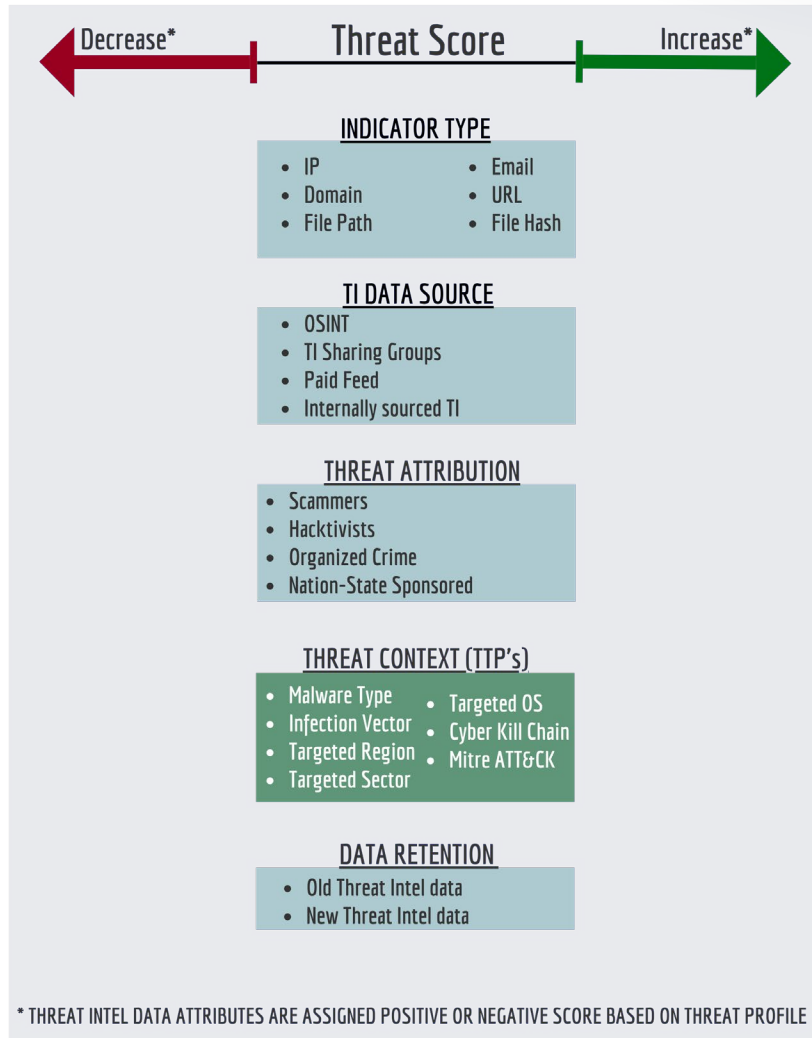 Decrease*
Threat Score
Increase*
INDICATOR TYPE
• IP
• Domain
• File Path
• Email
• URL
• File Hash
TI DATA SOURCE
• OSINT
• TI Sharing Groups
• Paid Feed
• Internally sourced TI
THREAT ATTRIBUTION
• Scammers
• Hacktivists
• Organized Crime
• Nation-State Sponsored
THREAT CONTEXT (TTP's)
• Malware Type
• Infection Vector
• Targeted Region
• Targeted Sector
• Targeted OS
• Cyber Kill Chain
• Mitre ATT&CK
DATA RETENTION
• Old Threat Intel data
• New Threat Intel data
* THREAT INTEL DATA ATTRIBUTES ARE ASSIGNED POSITIVE OR NEGATIVE SCORE BASED ON THREAT PROFILE